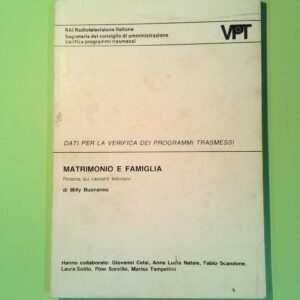 RAI Radiotelevisione Italiana
Segreteria del consiglio di amministrazione
Verifica programmi trasmessi
VPT
DATI PER LA VERIFICA DEI PROGRAMMI TRASMESSI
MATRIMONIO E FAMIGLIA
Ricerca sui racconti televisivi
di Milly Buonanno
Hanno collaborato: Giovanni Celsi, Anna Lucia Natale, Fabio Scandone,
Laura Solito, Pino Sorvillo, Marisa Tampellini